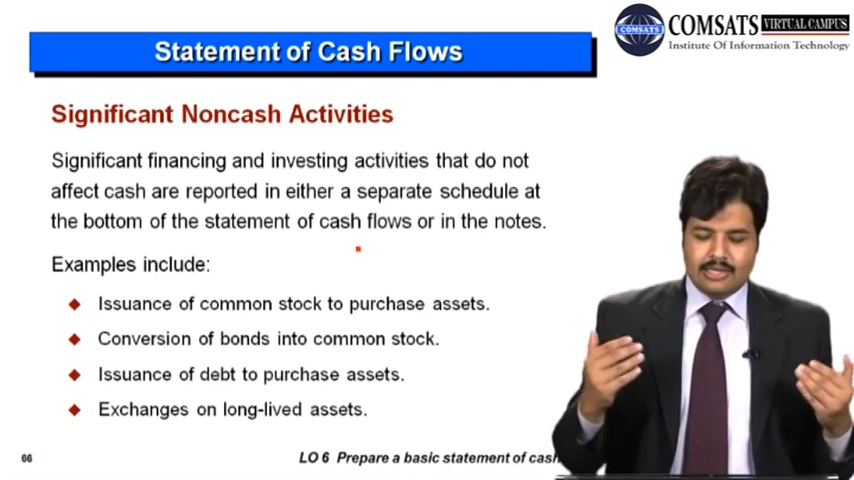 Statement of Cash Flows
COMSATS VIRTUAL CAMPUS
Institute Of Information Technology
COMSATS
Significant Noncash Activities
Significant financing and investing activities that do not
affect cash are reported in either a separate schedule at
the bottom of the statement of cash flows or in the notes.
Examples include:
Issuance of common stock to purchase assets.
Conversion of bonds into common stock.
Issuance of debt to purchase assets.
Exchanges on long-lived assets.
66
LO 6 Prepare a basic statement of cash